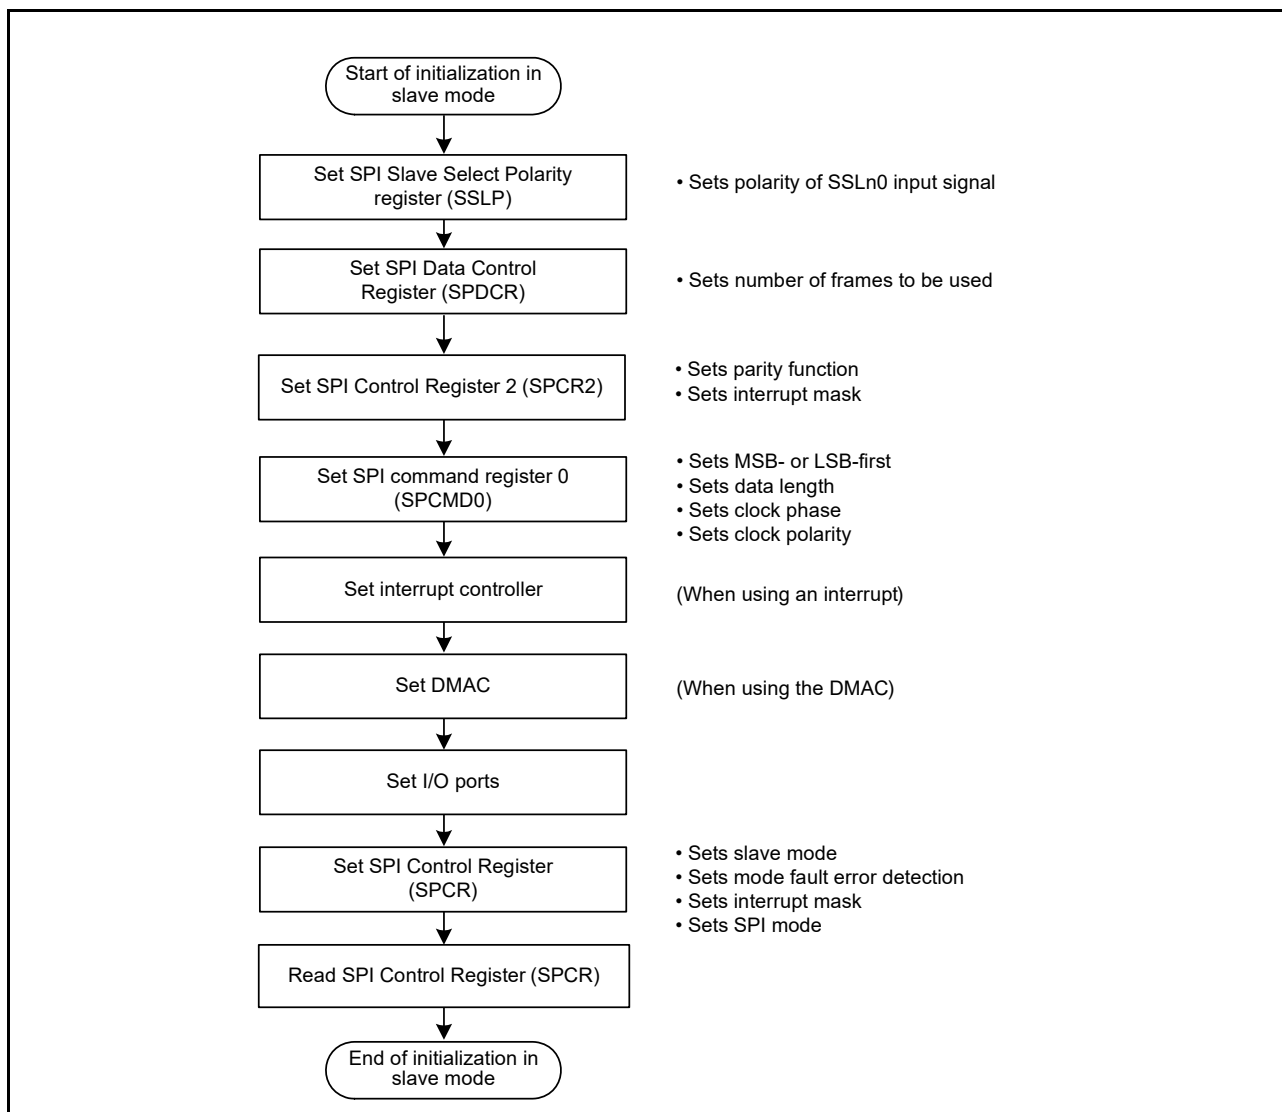 Start of initialization in
slave mode
Set SPI Slave Select Polarity
register (SSLP)
• Sets polarity of SSLn0 input signal
Set SPI Data Control
Register (SPDCR)
• Sets number of frames to be used
Set SPI Control Register 2 (SPCR2)
• Sets parity function
• Sets interrupt mask
Set SPI command register 0
(SPCMD0)
• Sets MSB- or LSB-first
• Sets data length
• Sets clock phase
• Sets clock polarity
Set interrupt controller
(When using an interrupt)
Set DMAC
(When using the DMAC)
Set I/O ports
Set SPI Control Register
(SPCR)
• Sets slave mode
• Sets mode fault error detection
• Sets interrupt mask
• Sets SPI mode
Read SPI Control Register (SPCR)
End of initialization in
slave mode